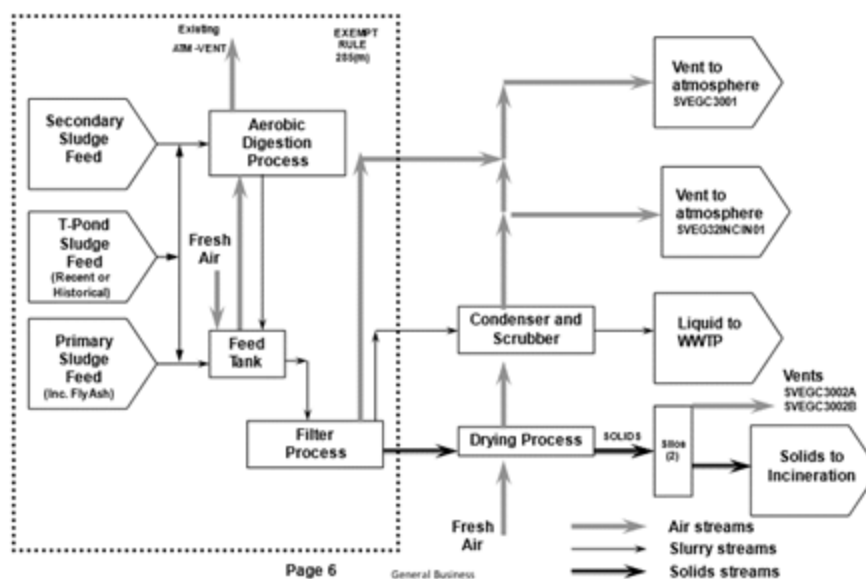 Existing
ATM-VENT
EXEMPT
RULE
285(m)
Secondary
Sludge
Feed
Aerobic
Digestion
Process
Vent to
atmosphere
SVEGC3001
T-Pond
Sludge
Feed
(Recent or
Historical)
Fresh
Air
Vent to
atmosphere
SVEG32INCIN01
Primary
Sludge
Feed
(Inc. FlyAsh)
Feed
Tank
Condenser and
Scrubber
Liquid to
WWTP
Vents
SVEGC3002A
SVEGC3002B
Filter
Process
Drying Process
SOLIDS
Silos
(2)
Solids to
Incineration
Fresh
Air
Air streams
Slurry streams
Solids streams
Page 6
General Business